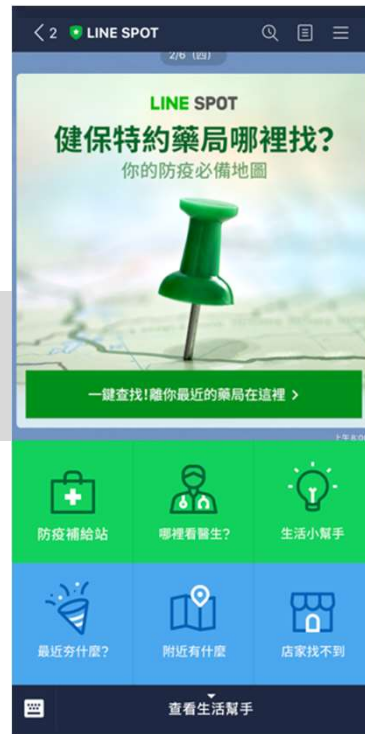 2 LINE SPOT
2/6 (四)
LINE SPOT
健保特約藥局哪裡找?
你的防疫必備地圖
一鍵查找!離你最近的藥局在這裡 >
防疫補給站
哪裡看醫生?
生活小幫手
最近夯什麼?
附近有什麼
店家找不到
查看生活幫手